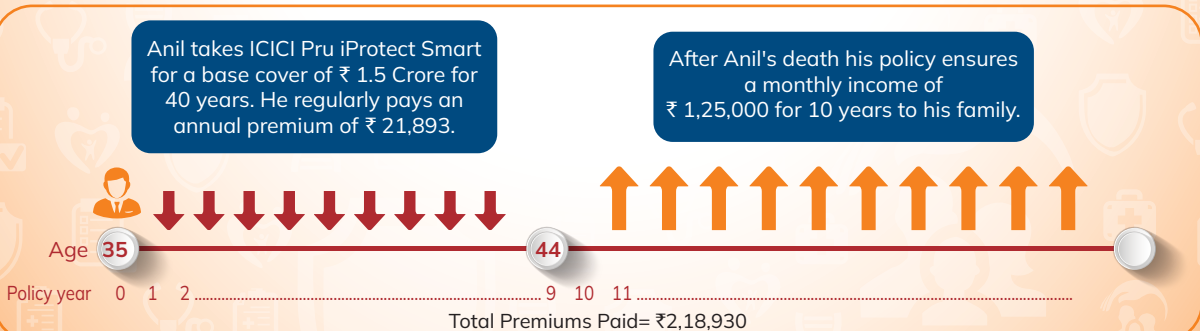 Anil takes ICICI Pru iProtect Smart
for a base cover of ₹ 1.5 Crore for
40 years. He regularly pays an
annual premium of ₹ 21,893.
After Anil's death his policy ensures
a monthly income of
₹ 1,25,000 for 10 years to his family.
Age 35 44
Policy year 0 1 2 ........................................................................................... 9 10 11 ...........................................................................................................................
Total Premiums Paid= ₹2,18,930